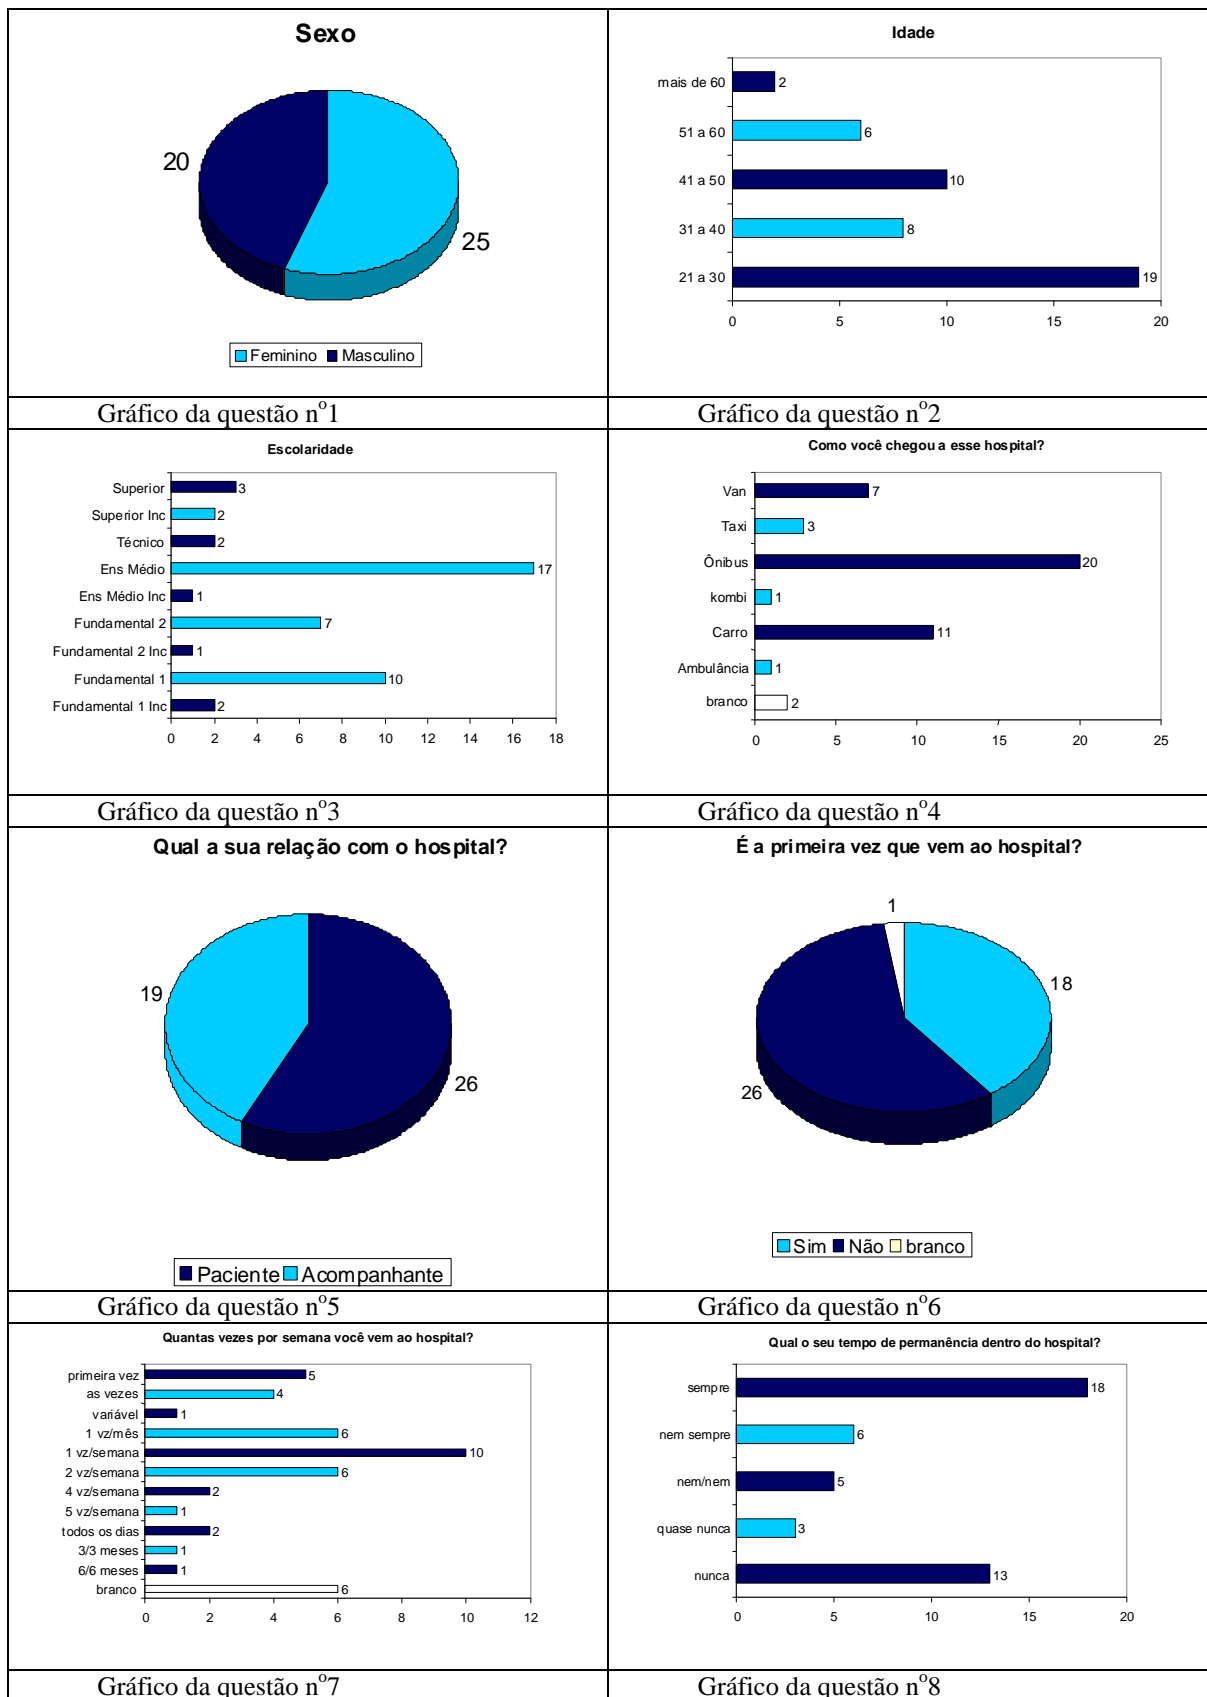 Sexo
20
25
Feminino Masculino
Gráfico da questão nº1
Idade
mais de 60 2
51 a 60 6
41 a 50 10
31 a 40 8
21 a 30 19
0 5 10 15 20
Gráfico da questão nº2
Escolaridade
Superior 3
Superior Inc 2
Técnico 2
Ens Médio 17
Ens Médio Inc 1
Fundamental 2 7
Fundamental 2 Inc 1
Fundamental 1 10
Fundamental 1 Inc 2
0 2 4 6 8 10 12 14 16 18
Gráfico da questão nº3
Como você chegou a esse hospital?
Van 7
Taxi 3
Ônibus 20
kombi 1
Carro 11
Ambulância 1
branco 2
0 5 10 15 20 25
Gráfico da questão nº4
Qual a sua relação com o hospital?
19
26
Paciente Acompanhante
Gráfico da questão nº5
É a primeira vez que vem ao hospital?
1
18
26
Sim Não branco
Gráfico da questão nº6
Quantas vezes por semana você vem ao hospital?
primeira vez 5
as vezes 4
variável 1
1 vz/mês 6
1 vz/semana 10
2 vz/semana 6
4 vz/semana 2
5 vz/semana 1
todos os dias 2
3/3 meses 1
6/6 meses 1
branco 6
0 2 4 6 8 10 12
Gráfico da questão nº7
Qual o seu tempo de permanência dentro do hospital?
sempre 18
nem sempre 6
nem/nem 5
quase nunca 3
nunca 13
0 5 10 15 20
Gráfico da questão nº8